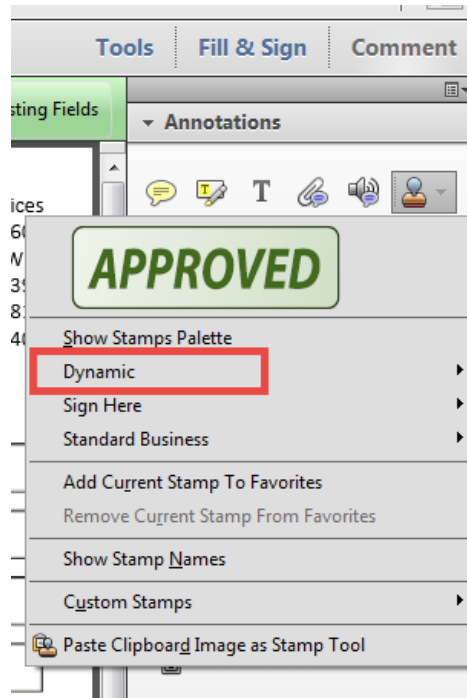 Tools Fill & Sign Comment
sting Fields
Annotations
T T
ices
APPROVED
Show Stamps Palette
Dynamic
Sign Here
Standard Business
Add Current Stamp To Favorites
Remove Current Stamp From Favorites
Show Stamp Names
Custom Stamps
Paste Clipboard Image as Stamp Tool